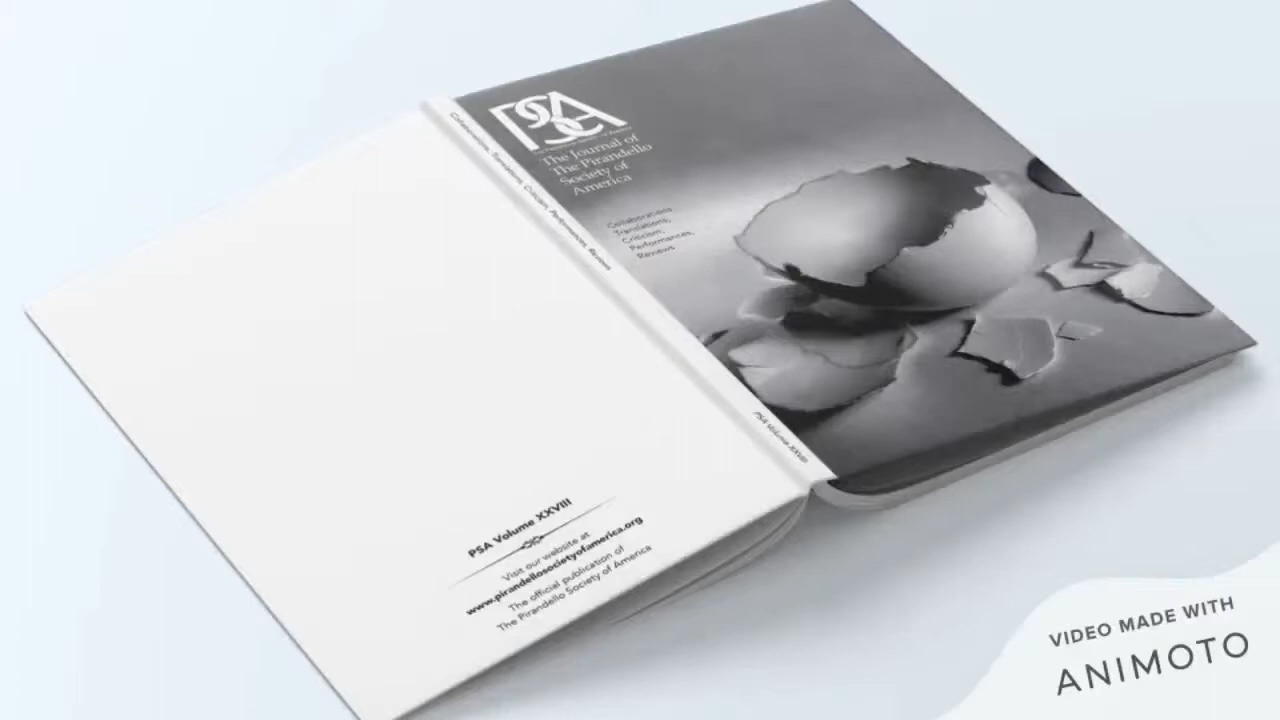 PSA
The Journal of
The Pirandello
Society of
America
Collaborations
Translations,
Criticism,
Performances,
Reviews
Collaborations, Translations, Criticism, Performances, Reviews
PSA Volume XXVIII
PSA Volume XXVIII
Visit our website at
www.pirandellosocietyofamerica.org
The official publication of
The Pirandello Society of America
VIDEO MADE WITH
ANIMOTO